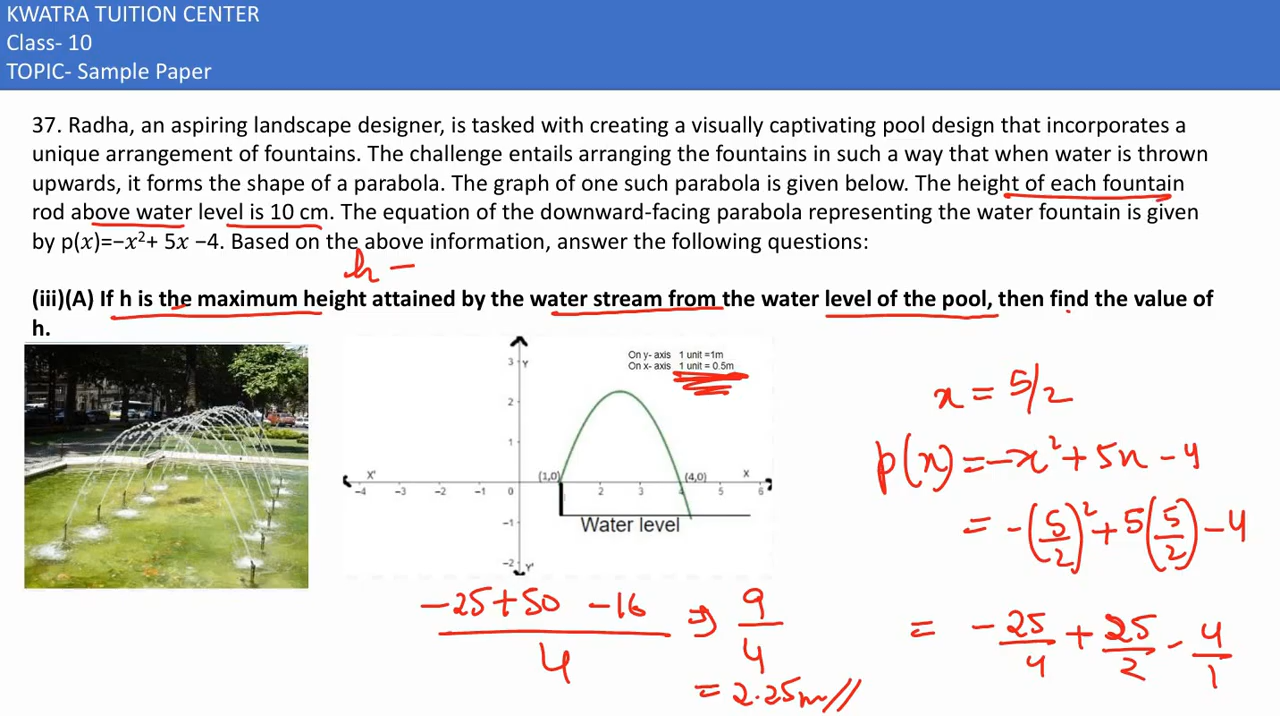 KWATRA TUITION CENTER
Class- 10
TOPIC- Sample Paper
37. Radha, an aspiring landscape designer, is tasked with creating a visually captivating pool design that incorporates a
unique arrangement of fountains. The challenge entails arranging the fountains in such a way that when water is thrown
upwards, it forms the shape of a parabola. The graph of one such parabola is given below. The height of each fountain
rod above water level is 10 cm. The equation of the downward-facing parabola representing the water fountain is given
by p(𝑥)=−𝑥²+ 5𝑥 −4. Based on the above information, answer the following questions:
h –
(iii)(A) If h is the maximum height attained by the water stream from the water level of the pool, then find the value of
h.
On y- axis 1 unit =1m
On x- axis 1 unit = 0.5m
3 Y
2
1
X' (1,0) (4,0) X
-4 -3 -2 -1 0 2 3 4 5 6
-1 Water level
-2 Y'
x = 5/2
p(x) = -x² + 5x - 4
= -(5/2)² + 5(5/2) - 4
= -25/4 + 25/2 - 4/1
-25+50 -16 / 4 ⇒ 9/4
= 2.25m//